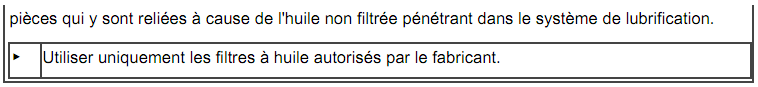 pièces qui y sont reliées à cause de l'huile non filtrée pénétrant dans le système de lubrification.
▸ Utiliser uniquement les filtres à huile autorisés par le fabricant.